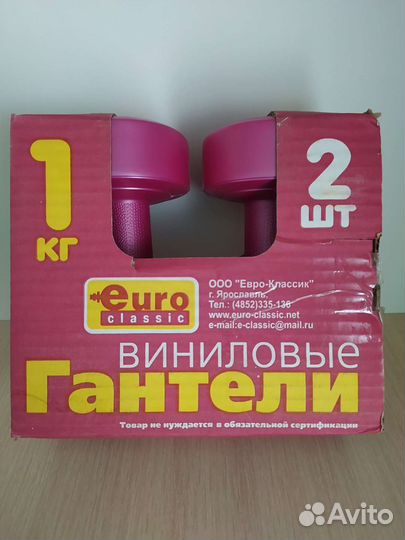 1
КГ
2
ШТ
euro
classic
ООО "Евро-Классик"
г. Ярославль,
Тел.: (4852)335-136
www.euro-classic.net
e-mail:e-classic@mail.ru
ВИНИЛОВЫЕ
Гантели
Товар не нуждается в обязательной сертификации
Avito